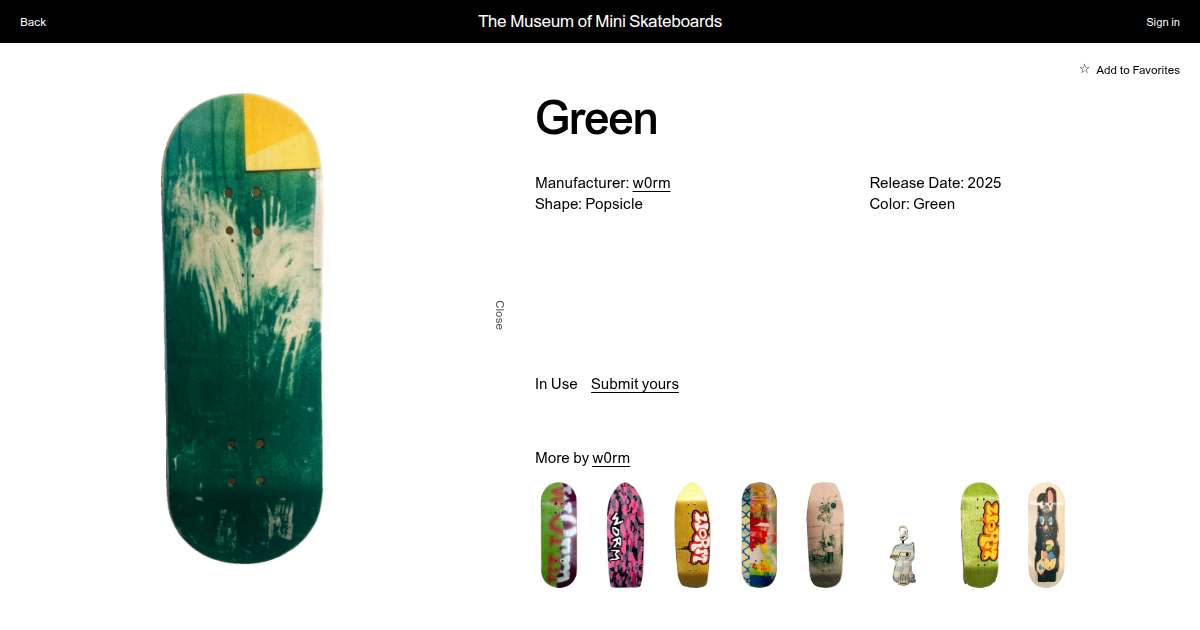 Back
The Museum of Mini Skateboards
Sign in
☆ Add to Favorites
Green
Manufacturer: w0rm
Release Date: 2025
Shape: Popsicle
Color: Green
Close
In Use Submit yours
More by w0rm
WORM